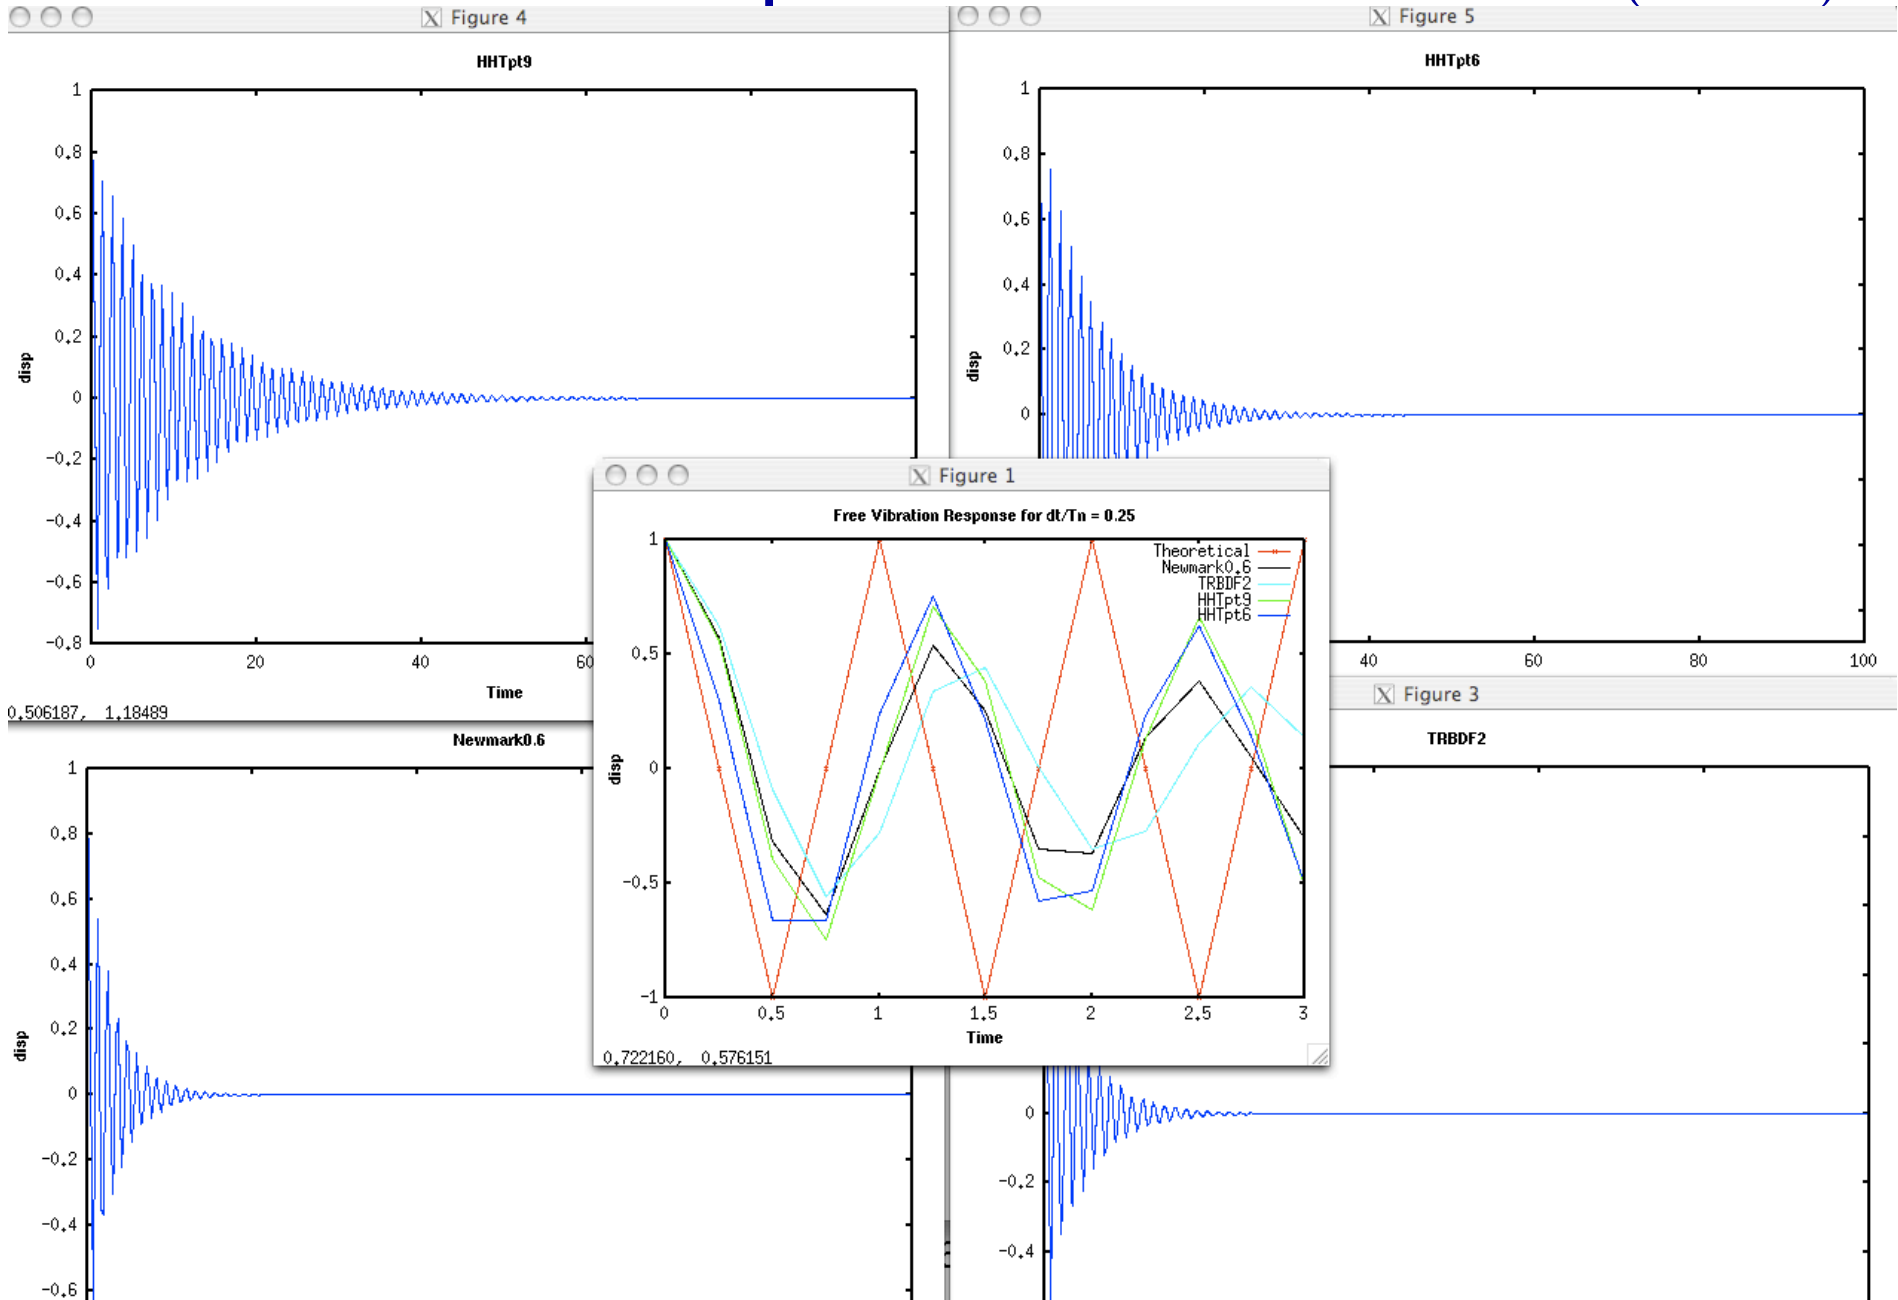 Figure 4
HHTpt9
1
0.8
0.6
0.4
0.2
0
-0.2
-0.4
-0.6
-0.8
disp
0
20
40
60
Time
0.506187, 1.18489
Figure 5
HHTpt6
1
0.8
0.6
0.4
0.2
0
disp
40
60
80
100
Figure 1
Free Vibration Response for dt/Tn = 0.25
Theoretical
Newmark0.6
TRBDF2
HHTpt9
HHTpt6
1
0.5
0
-0.5
-1
disp
0
0.5
1
1.5
2
2.5
3
Time
0.722160, 0.576151
Newmark0.6
1
0.8
0.6
0.4
0.2
0
-0.2
-0.4
-0.6
disp
Figure 3
TRBDF2
0
-0.2
-0.4